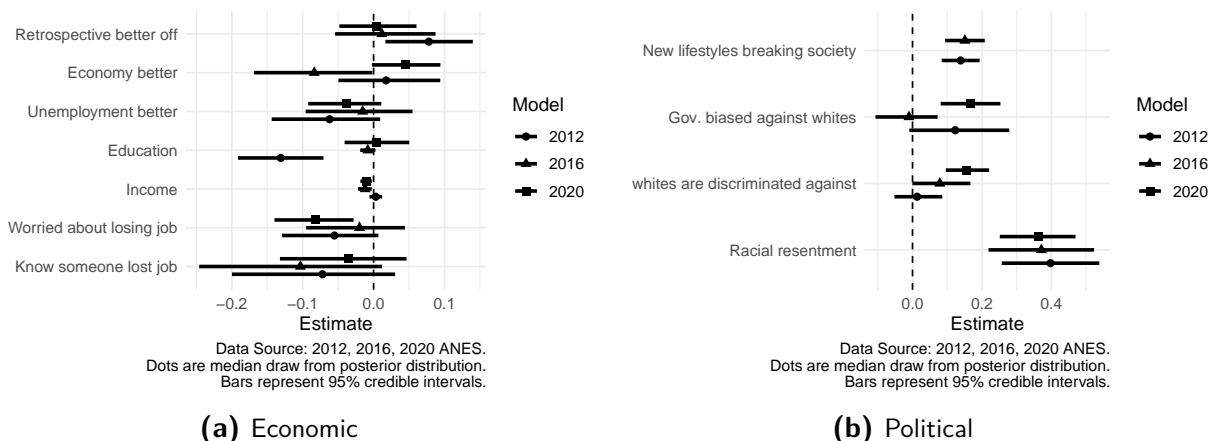 Retrospective better off
Economy better
Unemployment better
Education
Income
Worried about losing job
Know someone lost job
−0.2 −0.1 0.0 0.1
Estimate
Model
2012
2016
2020
Data Source: 2012, 2016, 2020 ANES.
Dots are median draw from posterior distribution.
Bars represent 95% credible intervals.
(a) Economic
New lifestyles breaking society
Gov. biased against whites
whites are discriminated against
Racial resentment
0.0 0.2 0.4
Estimate
Model
2012
2016
2020
Data Source: 2012, 2016, 2020 ANES.
Dots are median draw from posterior distribution.
Bars represent 95% credible intervals.
(b) Political